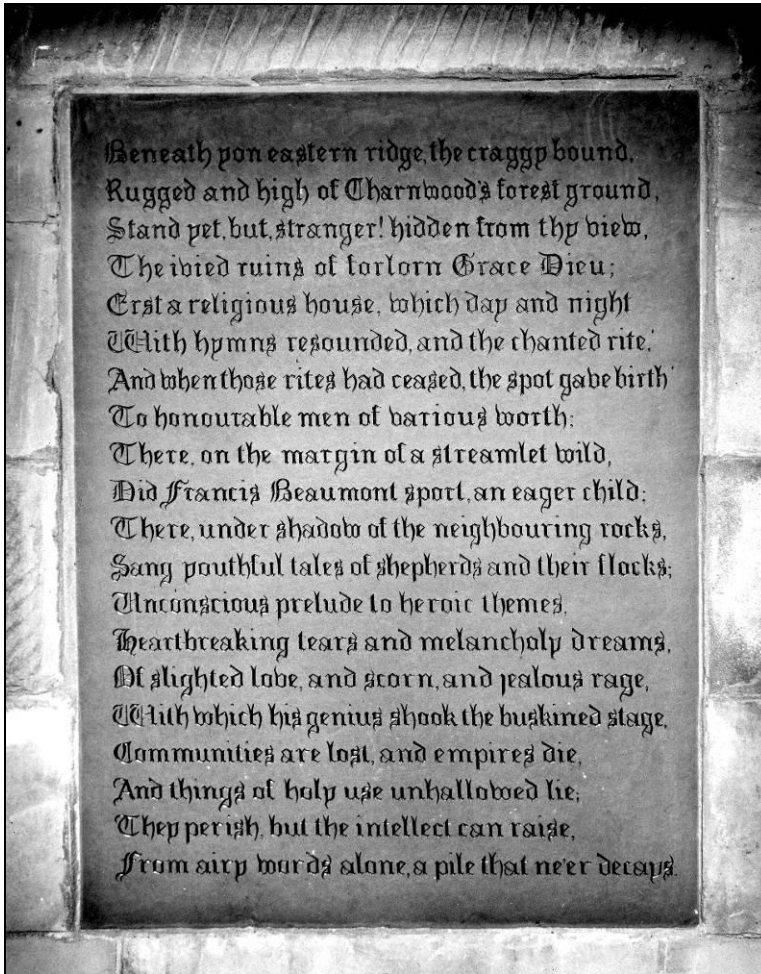 Beneath yon eastern ridge, the craggy bound,
Rugged and high of Charnwood's forest ground,
Stand yet, but, stranger! hidden from thy view,
The ivied ruins of forlorn Grace Dieu;
Erst a religious house, which day and night
With hymns resounded, and the chanted rite;
And when those rites had ceased, the spot gave birth
To honourable men of various worth:
There, on the margin of a streamlet wild,
Did Francis Beaumont sport, an eager child;
There, under shadow of the neighbouring rocks,
Sang youthful tales of shepherds and their flocks;
Unconscious prelude to heroic themes,
Heartbreaking tears and melancholy dreams,
Of slighted love, and scorn, and jealous rage,
With which his genius shook the buskined stage,
Communities are lost, and empires die,
And things of holy use unhallowed lie;
They perish, but the intellect can raise,
From airy words alone, a pile that ne'er decays.